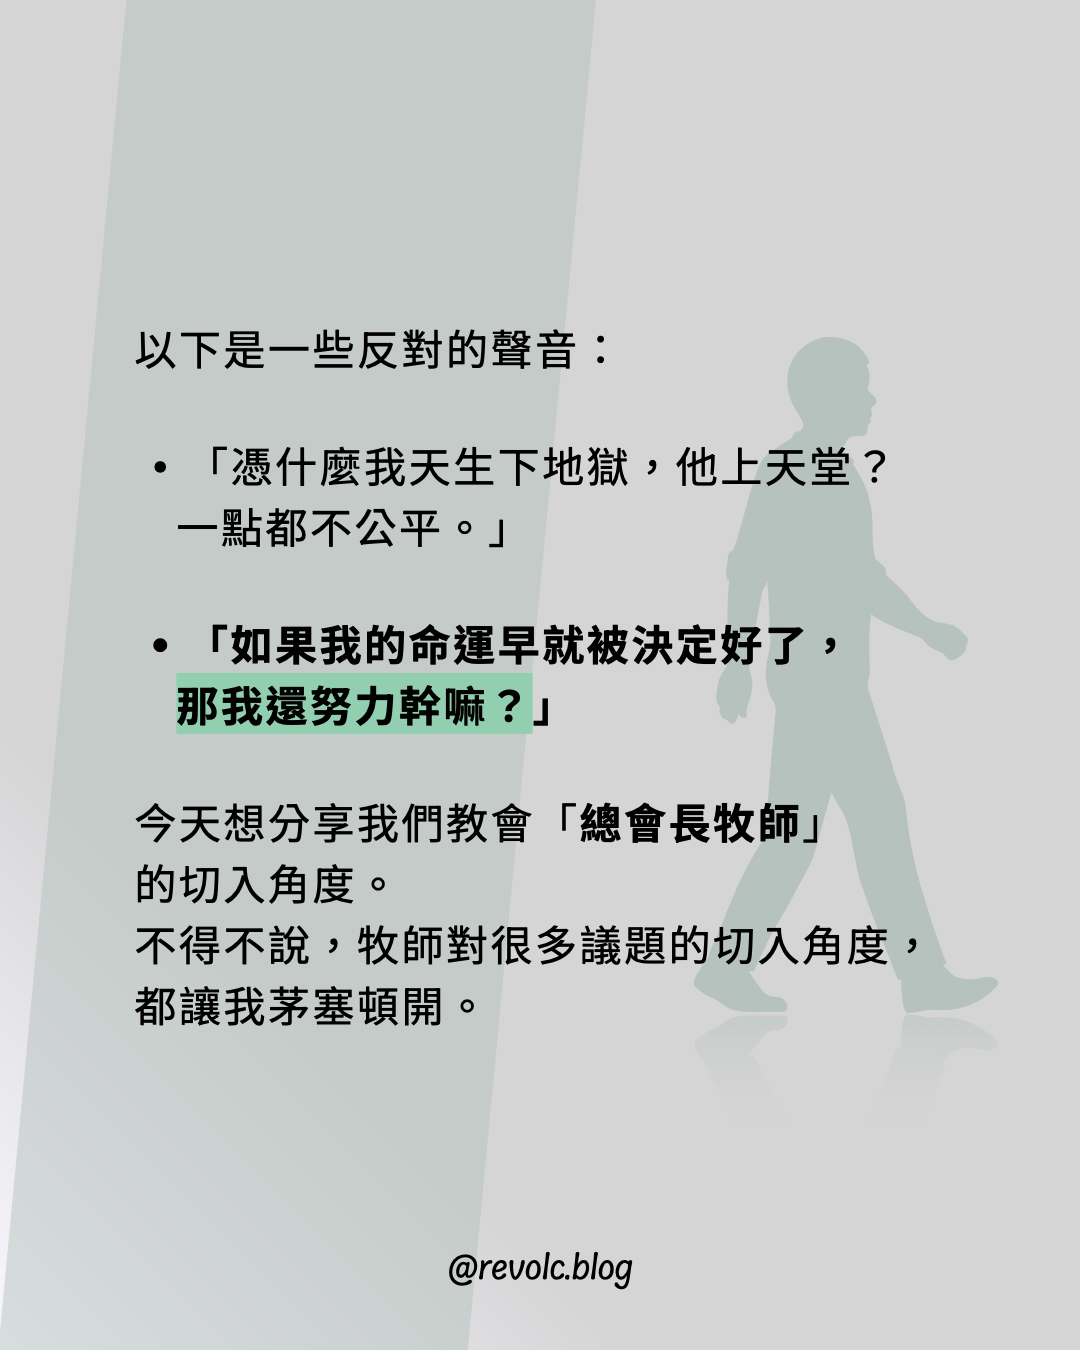 以下是一些反對的聲音：
• 「憑什麼我天生下地獄，他上天堂？
一點都不公平。」
• 「如果我的命運早就被決定好了，
那我還努力幹嘛？」
今天想分享我們教會「總會長牧師」
的切入角度。
不得不說，牧師對很多議題的切入角度，
都讓我茅塞頓開。
@revolc.blog